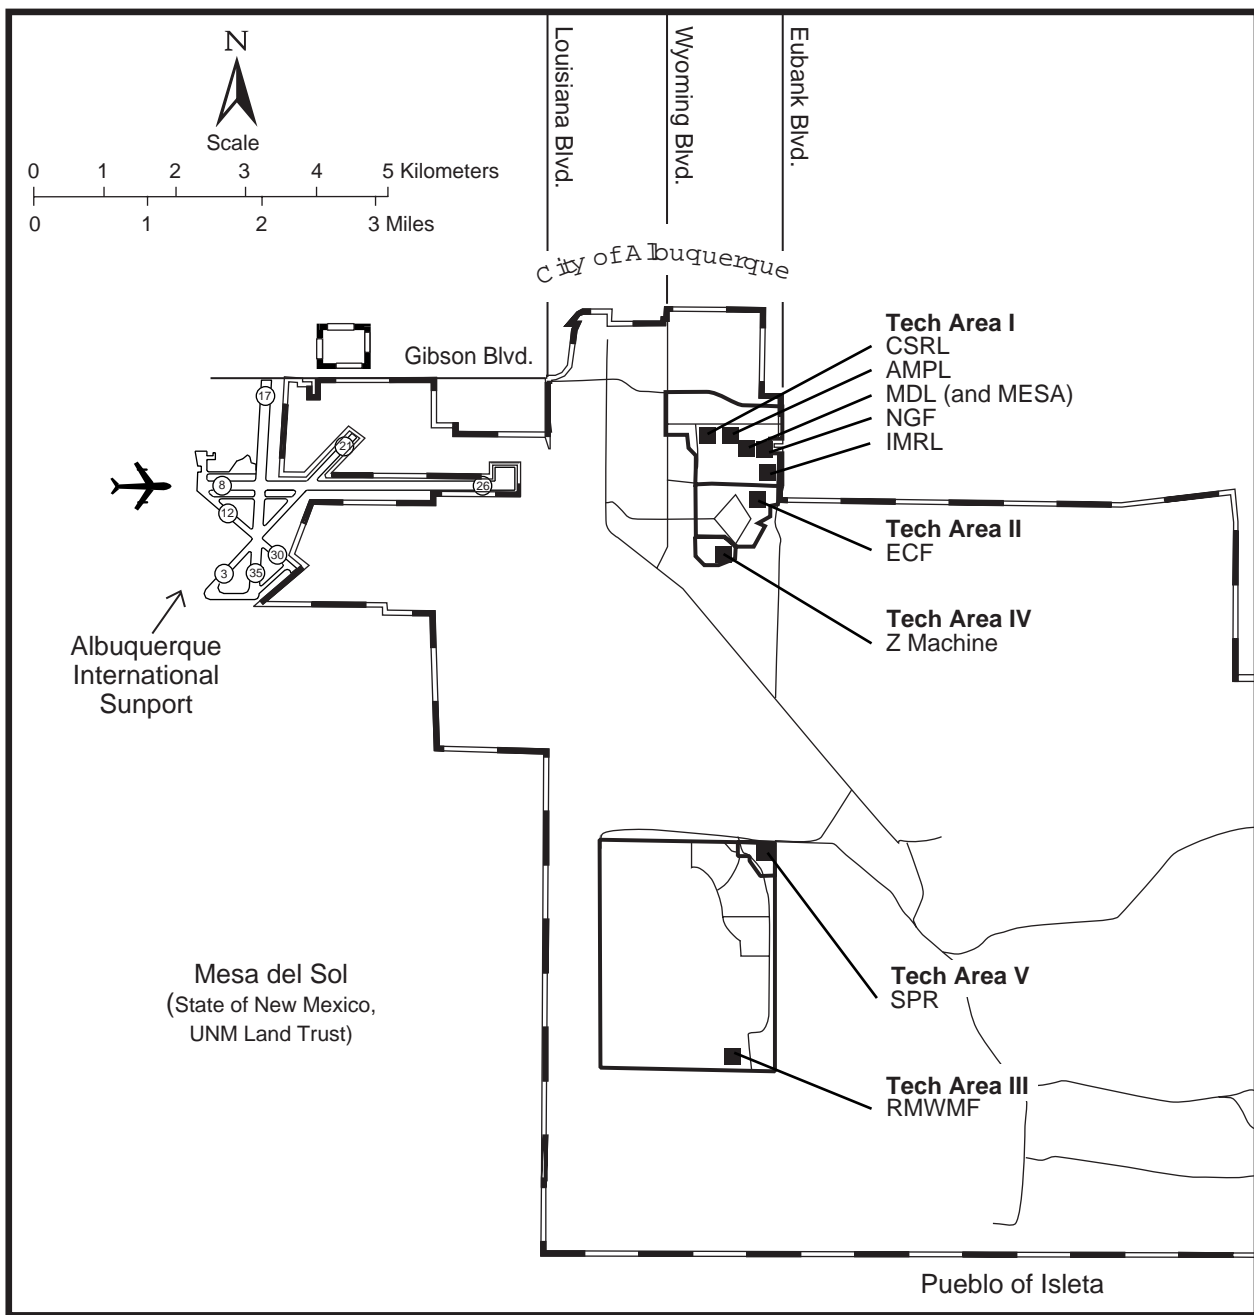 N
Scale
0 1 2 3 4 5 Kilometers
0 1 2 3 Miles
Louisiana Blvd.
Wyoming Blvd.
Eubank Blvd.
City of Albuquerque
Gibson Blvd.
Tech Area I
CSRL
AMPL
MDL (and MESA)
NGF
IMRL
17
21
8
26
12
30
3
35
Tech Area II
ECF
Tech Area IV
Z Machine
Albuquerque
International
Sunport
Mesa del Sol
(State of New Mexico,
UNM Land Trust)
Tech Area V
SPR
Tech Area III
RMWMF
Pueblo of Isleta